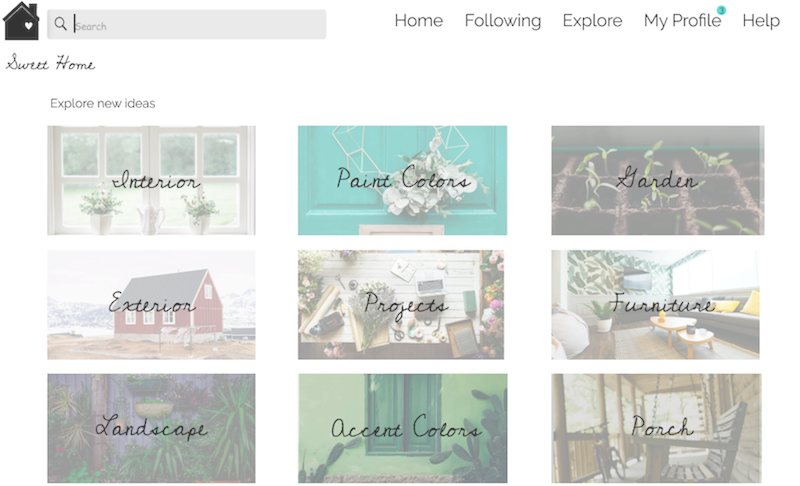 Search
Home Following Explore My Profile 3 Help
Sweet Home
Explore new ideas
Interior Paint Colors Garden
Exterior Projects Furniture
Landscape Accent Colors Porch